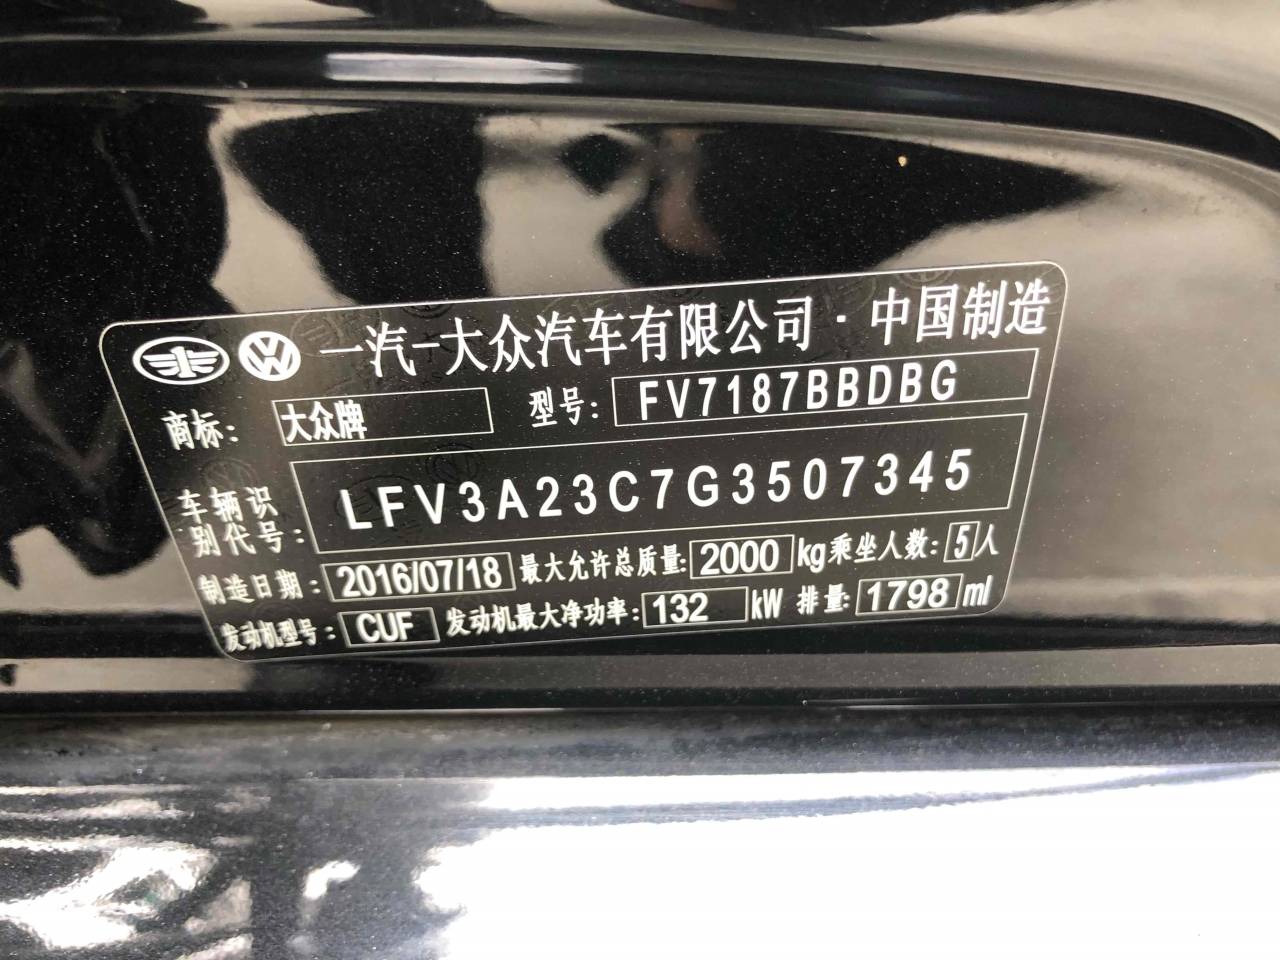 一汽-大众汽车有限公司·中国制造
商标: 大众牌 型号: FV7187BBDBG
车辆识别代号: LFV3A23C7G3507345
制造日期: 2016/07/18 最大允许总质量: 2000 kg 乘坐人数: 5人
发动机型号: CUF 发动机最大净功率: 132 kW 排量: 1798 ml